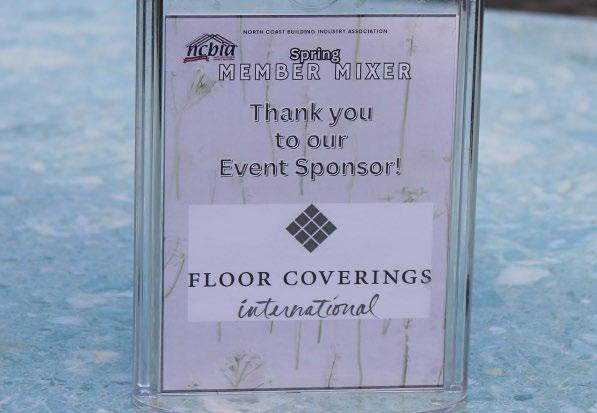 NORTH COAST BUILDING INDUSTRY ASSOCIATION
ncbia
Spring
MEMBER MIXER
Thank you
to our
Event Sponsor!
FLOOR COVERINGS
international